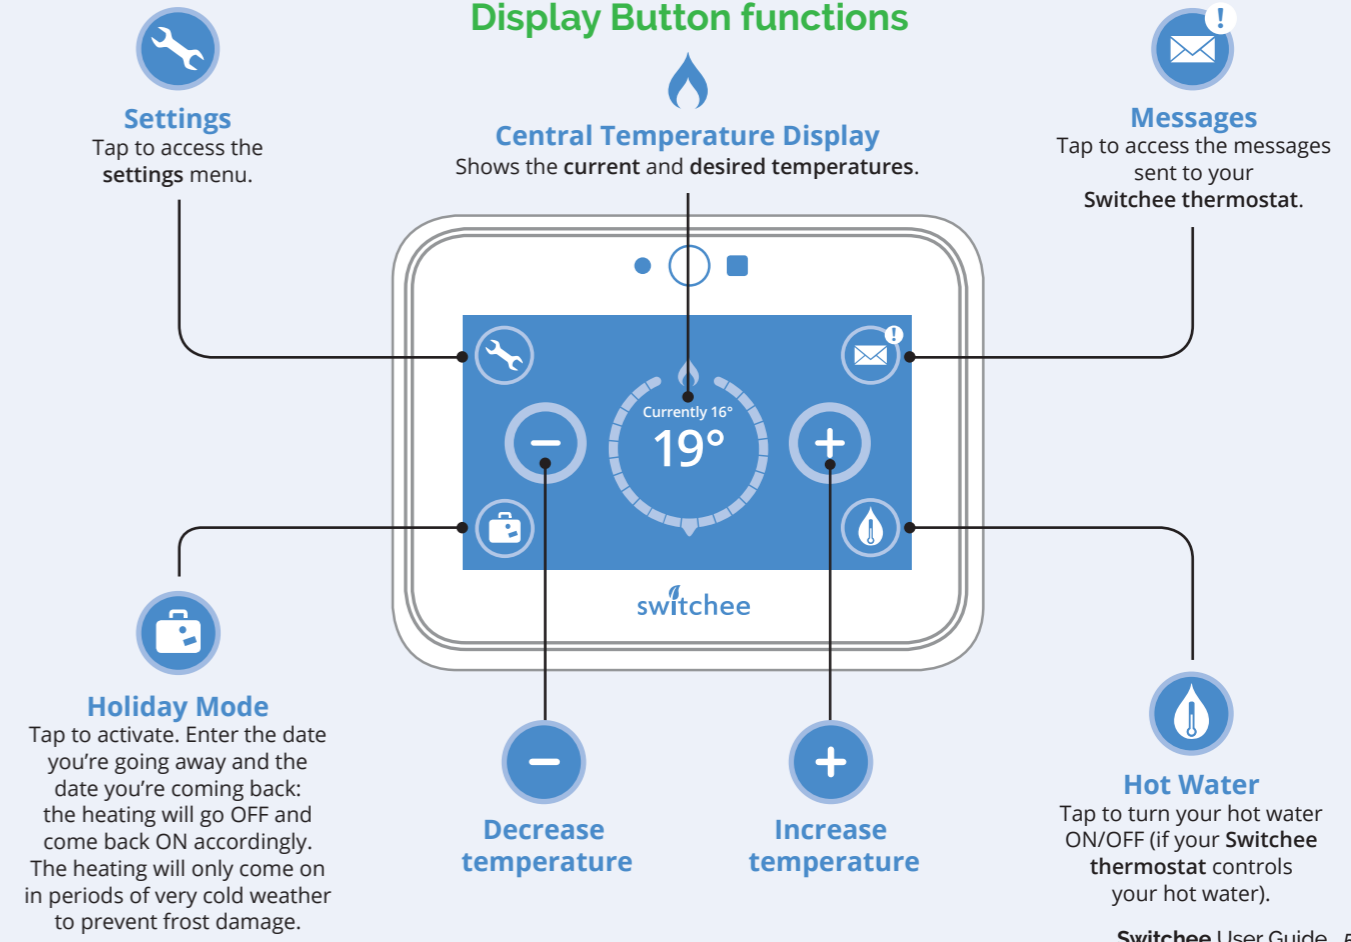 Display Button functions
!
Settings
Tap to access the
settings menu.
Central Temperature Display
Shows the current and desired temperatures.
Messages
Tap to access the messages
sent to your
Switchee thermostat.
!
Currently 16°
19°
switchee
Holiday Mode
Tap to activate. Enter the date
you’re going away and the
date you’re coming back:
the heating will go OFF and
come back ON accordingly.
The heating will only come on
in periods of very cold weather
to prevent frost damage.
Decrease
temperature
Increase
temperature
Hot Water
Tap to turn your hot water
ON/OFF (if your Switchee
thermostat controls
your hot water).
Switchee User Guide 5